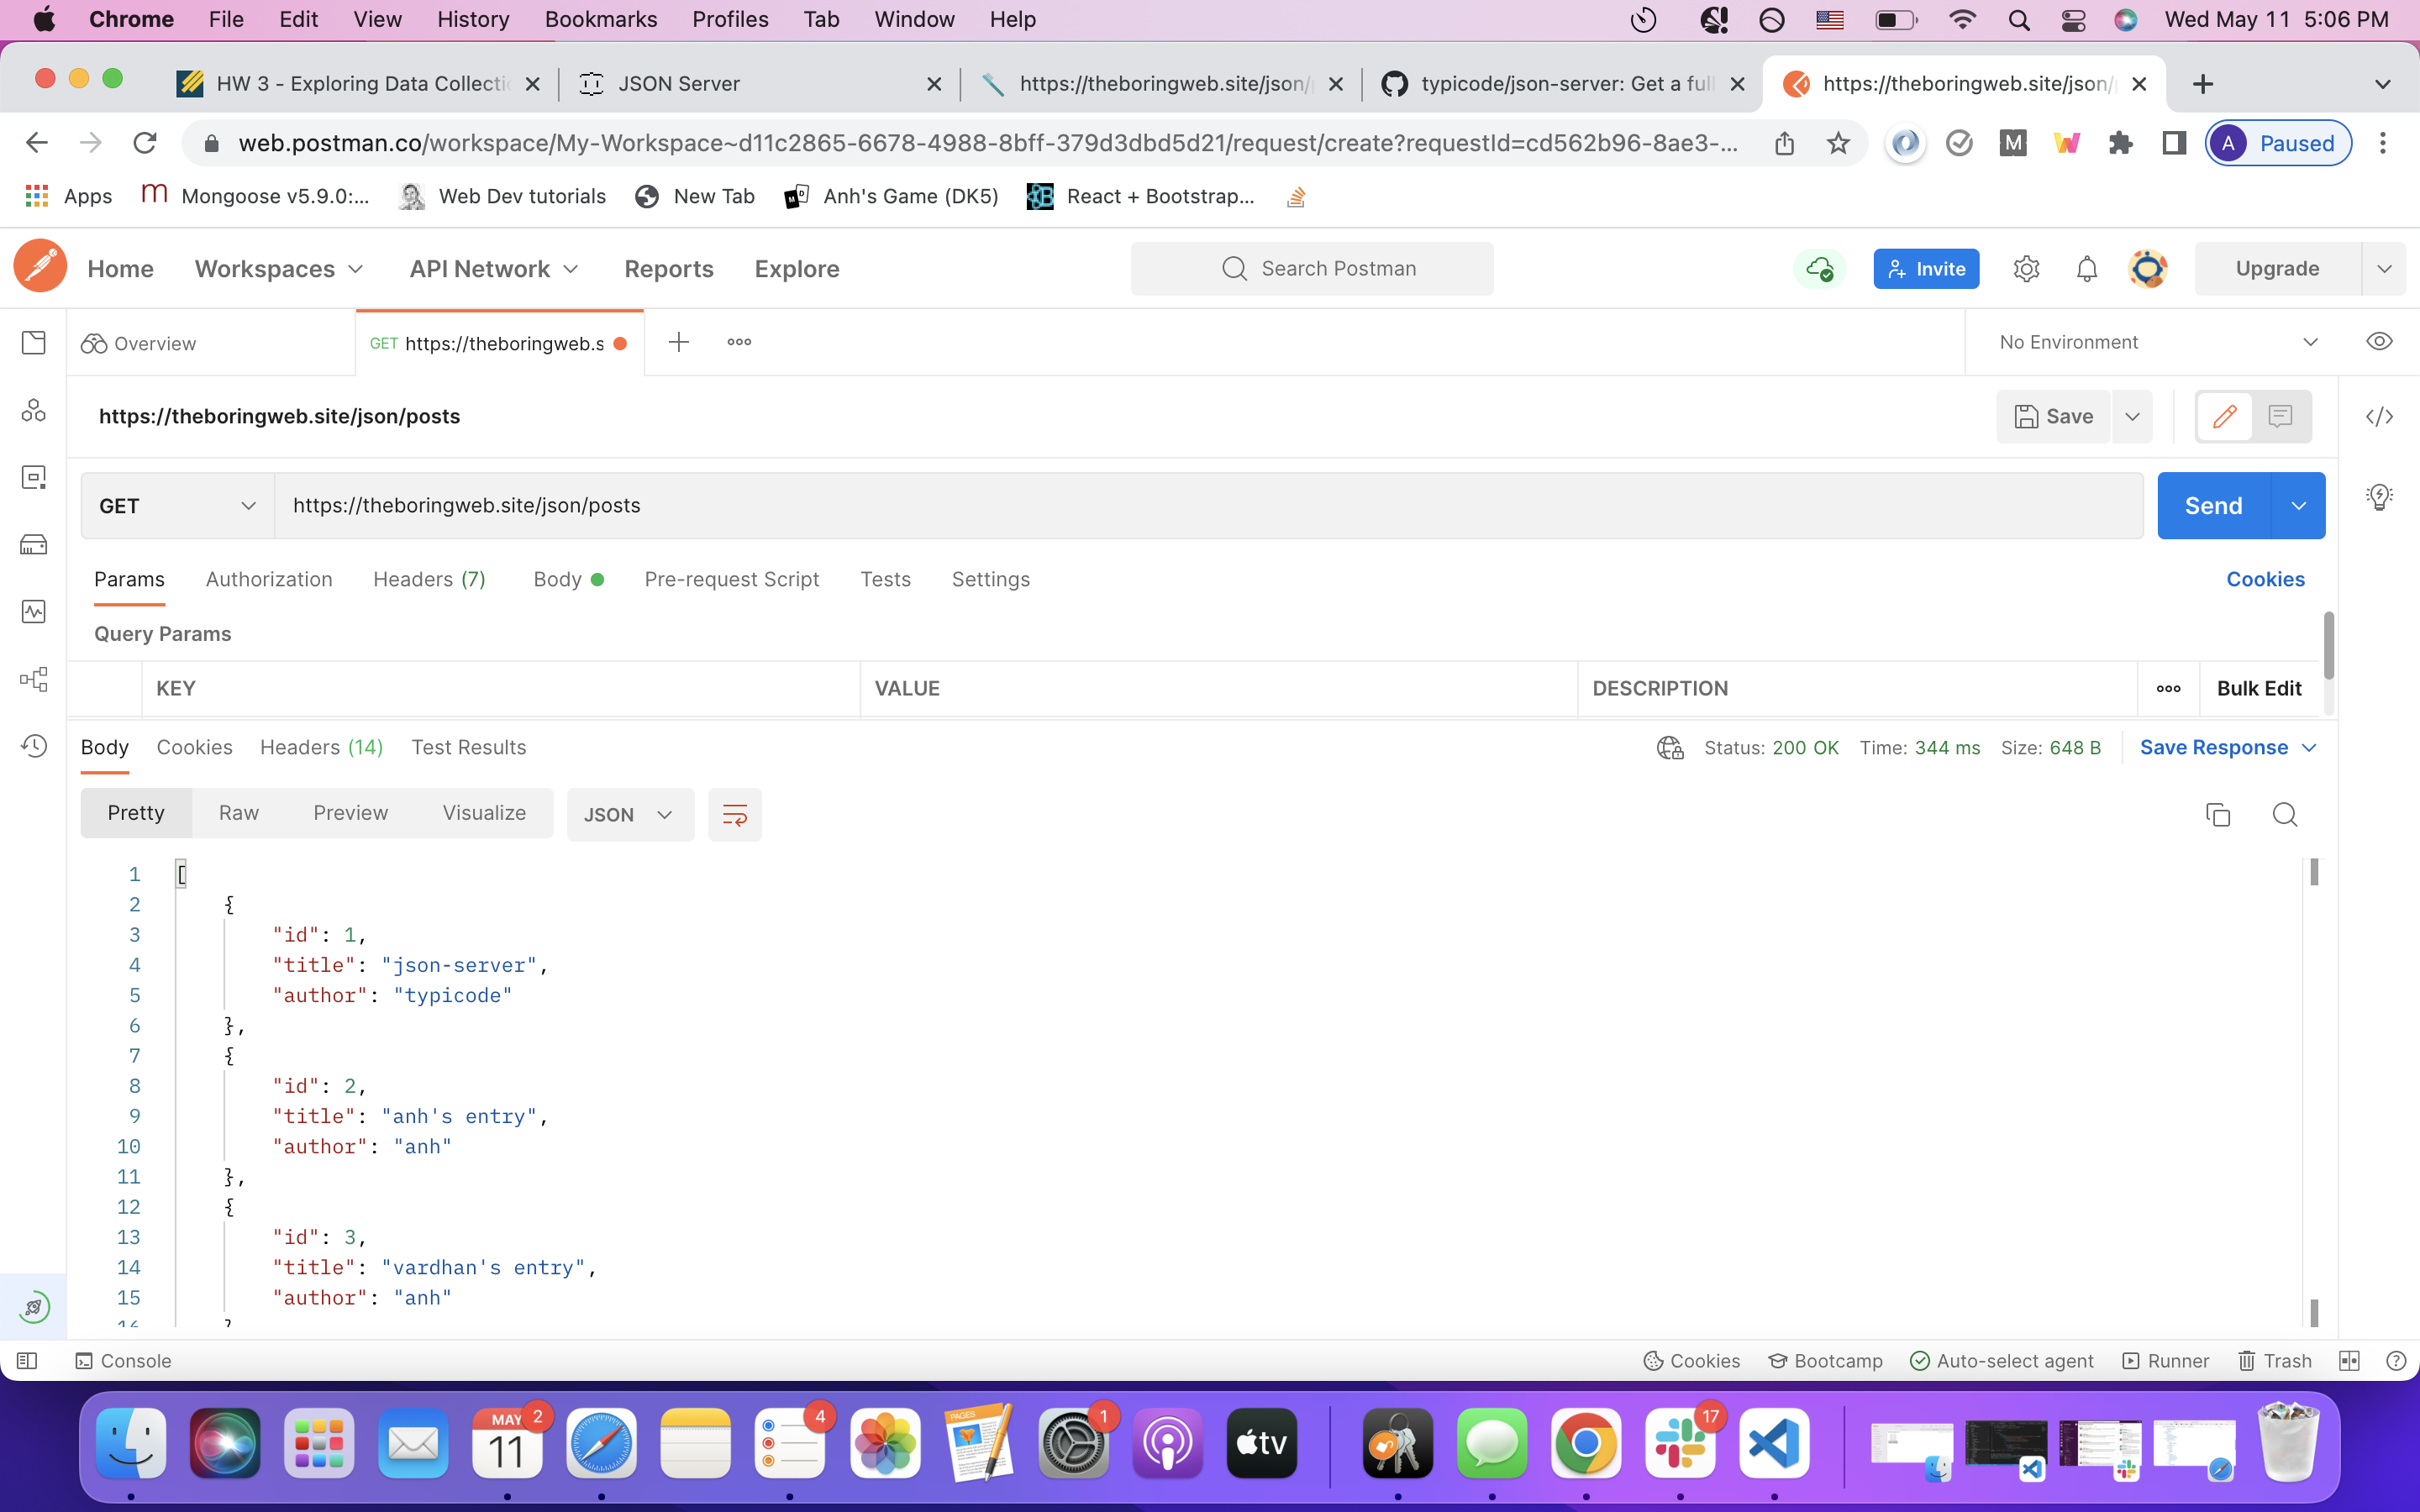 Chrome File Edit View History Bookmarks Profiles Tab Window Help Wed May 11 5:06 PM
HW 3 - Exploring Data Collecti JSON Server https://theboringweb.site/json/ typicode/json-server: Get a full https://theboringweb.site/json/
web.postman.co/workspace/My-Workspace~d11c2865-6678-4988-8bff-379d3dbd5d21/request/create?requestId=cd562b96-8ae3-... M A Paused
Apps Mongoose v5.9.0:... Web Dev tutorials New Tab Anh's Game (DK5) React + Bootstrap...
Home Workspaces API Network Reports Explore Search Postman Invite Upgrade
Overview GET https://theboringweb.s No Environment
https://theboringweb.site/json/posts Save
GET https://theboringweb.site/json/posts Send
Params Authorization Headers (7) Body Pre-request Script Tests Settings Cookies
Query Params
KEY VALUE DESCRIPTION Bulk Edit
Body Cookies Headers (14) Test Results Status: 200 OK Time: 344 ms Size: 648 B Save Response
Pretty Raw Preview Visualize JSON
1 [
2 {
3 "id": 1,
4 "title": "json-server",
5 "author": "typicode"
6 },
7 {
8 "id": 2,
9 "title": "anh's entry",
10 "author": "anh"
11 },
12 {
13 "id": 3,
14 "title": "vardhan's entry",
15 "author": "anh"
16 }
Console Cookies Bootcamp Auto-select agent Runner Trash
MAY 11 2 4 PAGES 1 tv 17